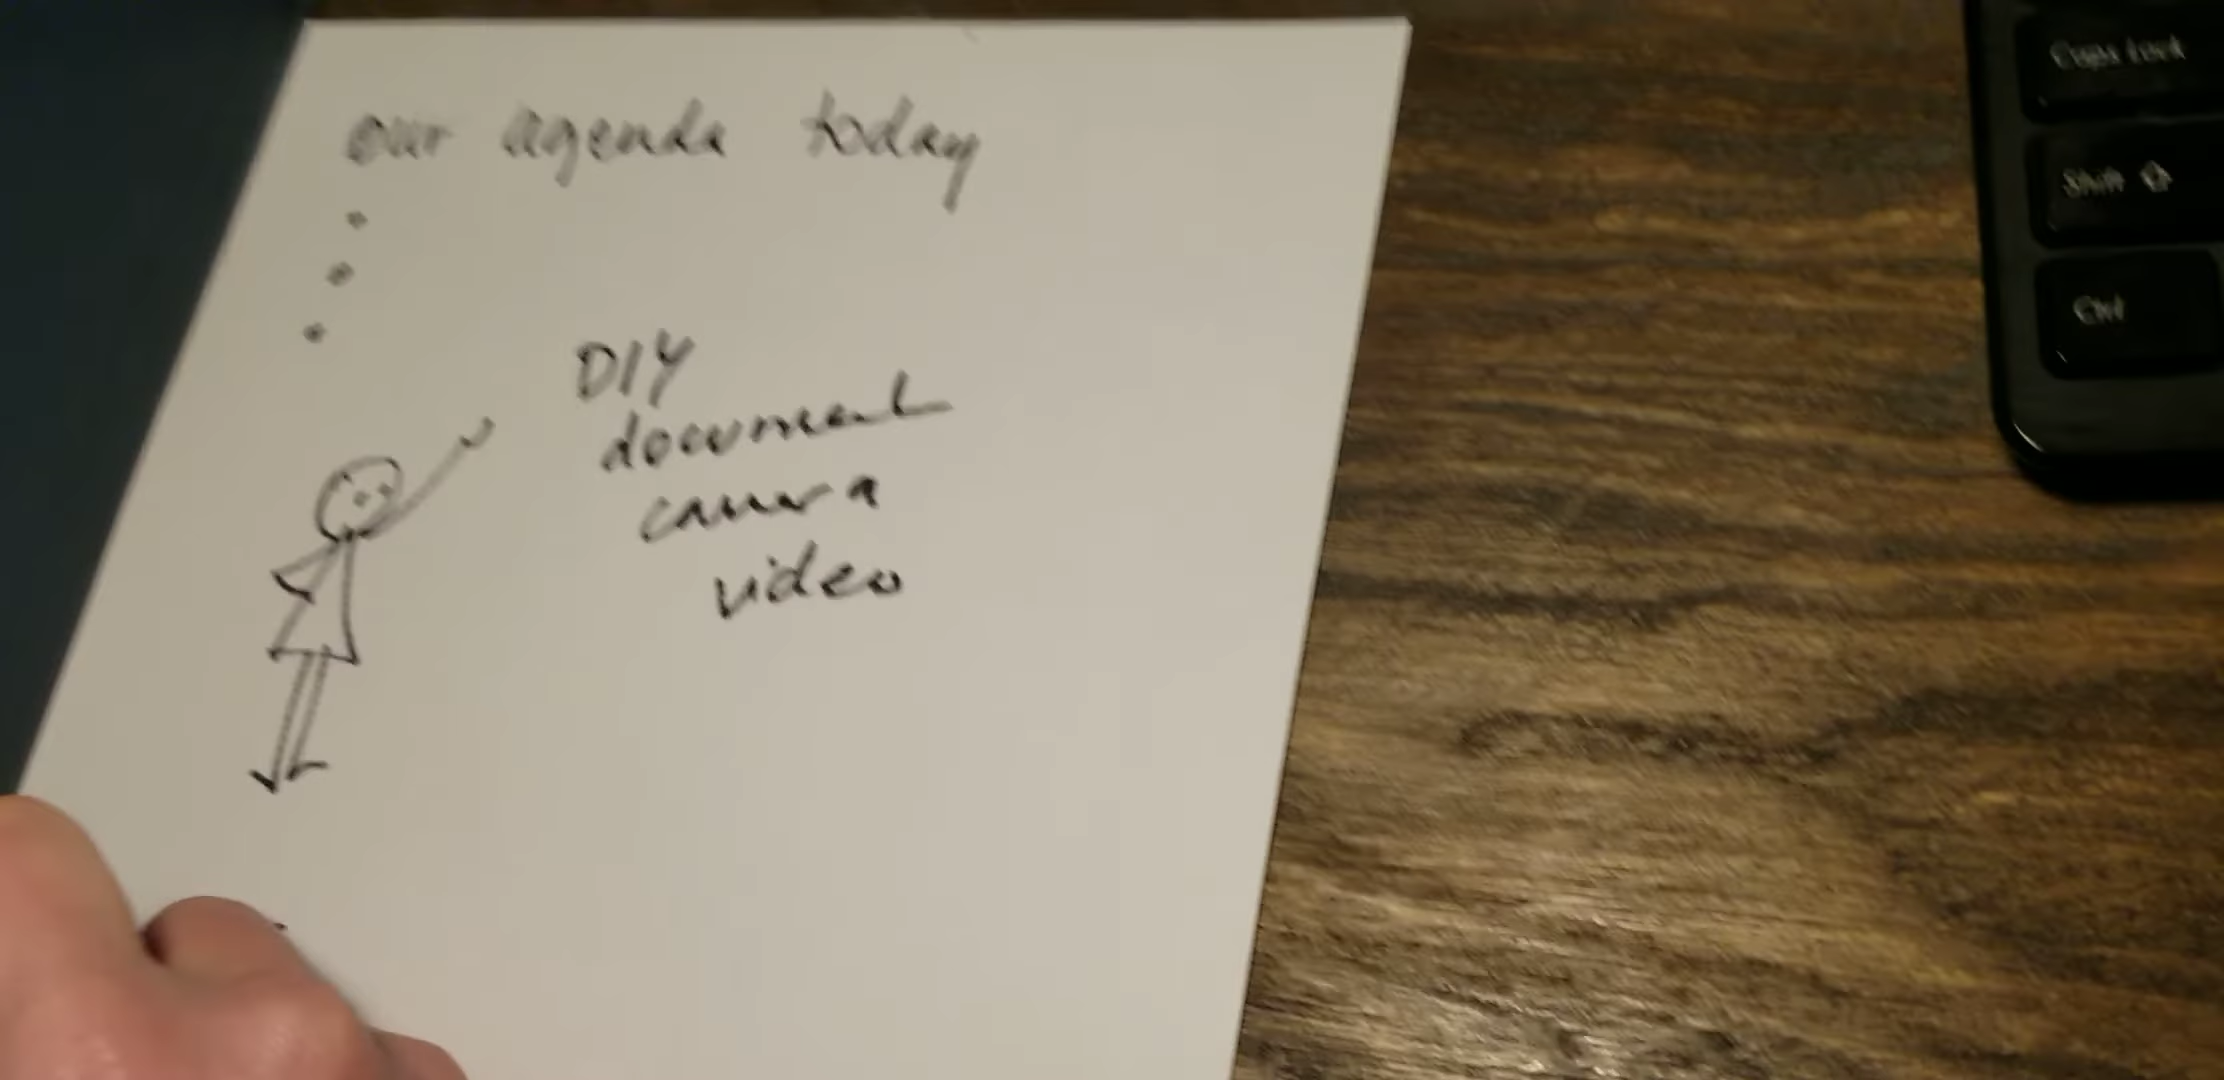 our agenda today
•
•
•
DIY
document
camera
video
Caps Lock
Shift ⇧
Ctrl